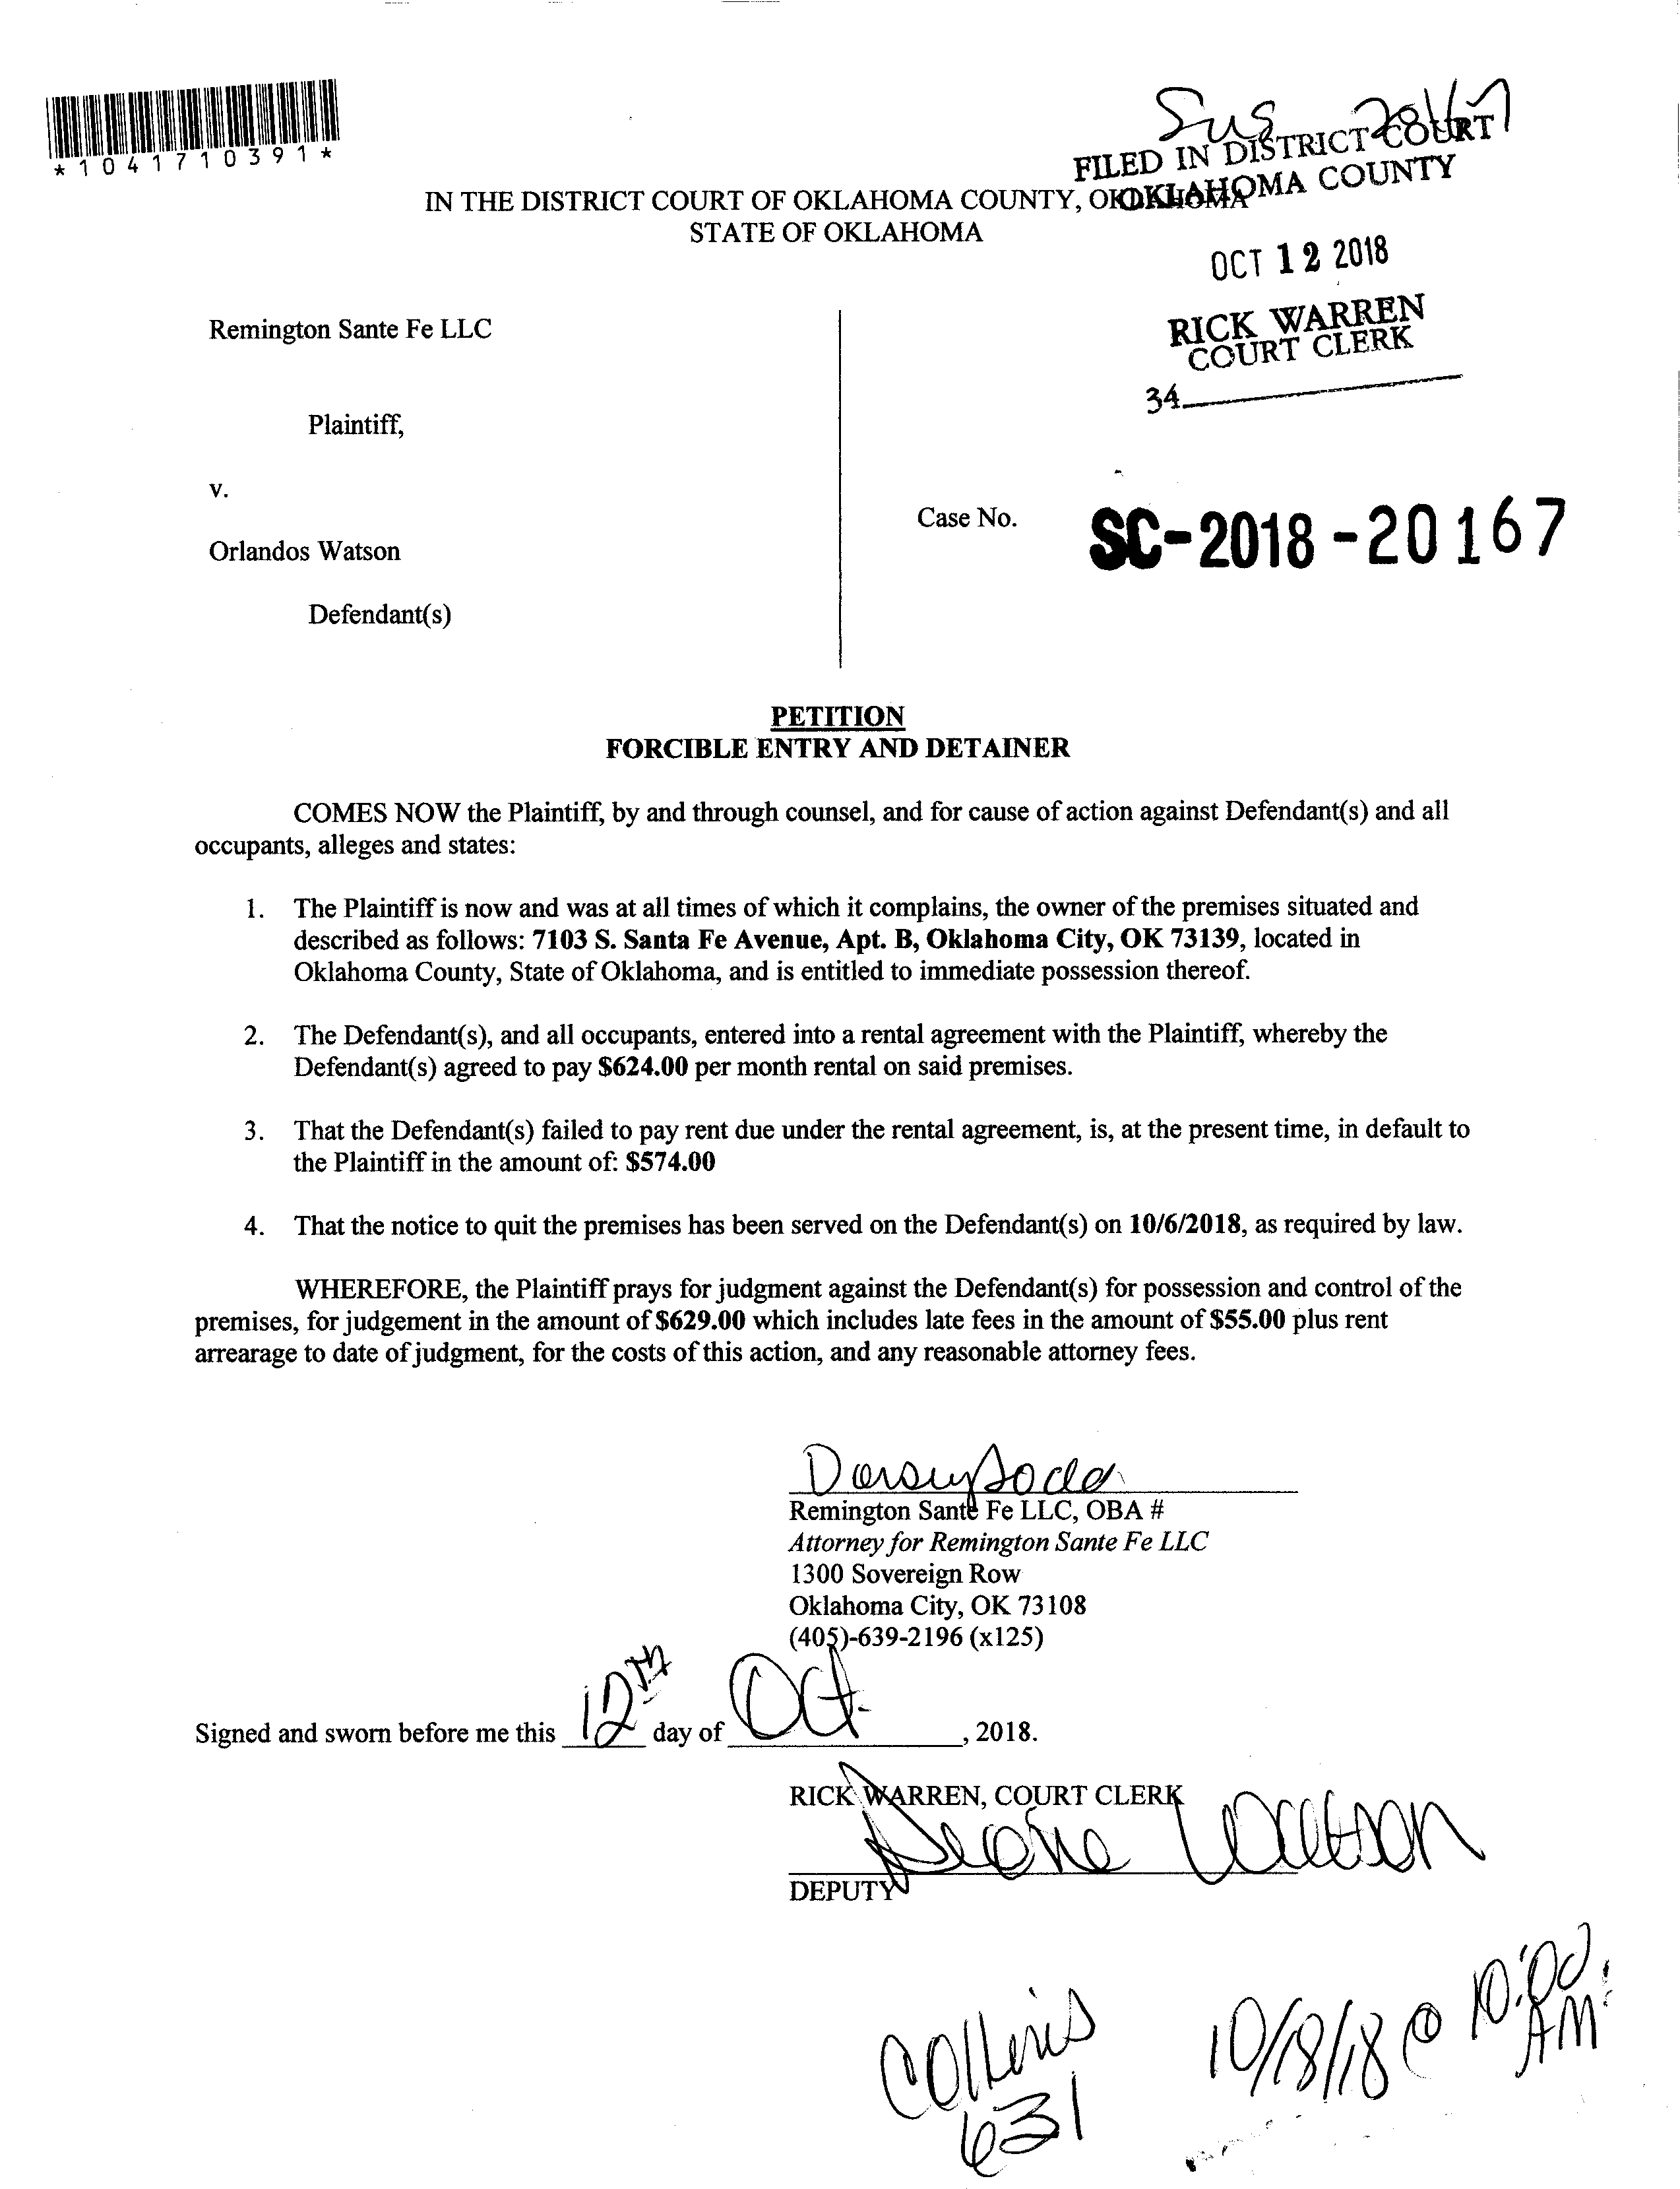 *1041710391*
FILED IN DISTRICT COURT
OKLAHOMA COUNTY
IN THE DISTRICT COURT OF OKLAHOMA COUNTY, OKLAHOMA
STATE OF OKLAHOMA
OCT 12 2018
RICK WARREN
COURT CLERK
34
Remington Sante Fe LLC
Plaintiff,
v.
Case No. SC-2018-20167
Orlandos Watson
Defendant(s)
PETITION
FORCIBLE ENTRY AND DETAINER
COMES NOW the Plaintiff, by and through counsel, and for cause of action against Defendant(s) and all
occupants, alleges and states:
1. The Plaintiff is now and was at all times of which it complains, the owner of the premises situated and
described as follows: 7103 S. Santa Fe Avenue, Apt. B, Oklahoma City, OK 73139, located in
Oklahoma County, State of Oklahoma, and is entitled to immediate possession thereof.
2. The Defendant(s), and all occupants, entered into a rental agreement with the Plaintiff, whereby the
Defendant(s) agreed to pay $624.00 per month rental on said premises.
3. That the Defendant(s) failed to pay rent due under the rental agreement, is, at the present time, in default to
the Plaintiff in the amount of: $574.00
4. That the notice to quit the premises has been served on the Defendant(s) on 10/6/2018, as required by law.
WHEREFORE, the Plaintiff prays for judgment against the Defendant(s) for possession and control of the
premises, for judgement in the amount of $629.00 which includes late fees in the amount of $55.00 plus rent
arrearage to date of judgment, for the costs of this action, and any reasonable attorney fees.
Remington Sante Fe LLC, OBA #
Attorney for Remington Sante Fe LLC
1300 Sovereign Row
Oklahoma City, OK 73108
(405)-639-2196 (x125)
Signed and sworn before me this 12th day of Oct, 2018.
RICK WARREN, COURT CLERK
Watson
DEPUTY
Collins
631
10/18/18 @ 10:00
AM